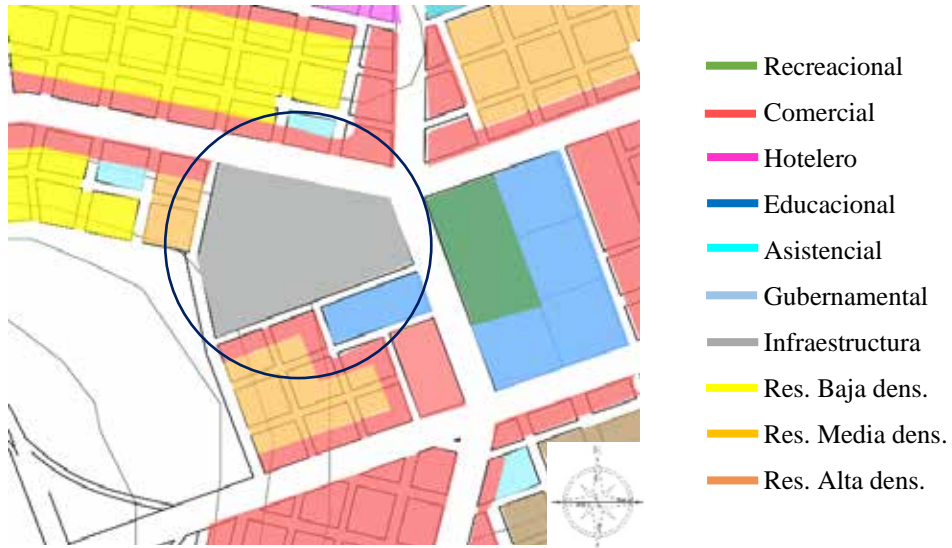 Recreacional
Comercial
Hotelero
Educacional
Asistencial
Gubernamental
Infraestructura
Res. Baja dens.
Res. Media dens.
Res. Alta dens.